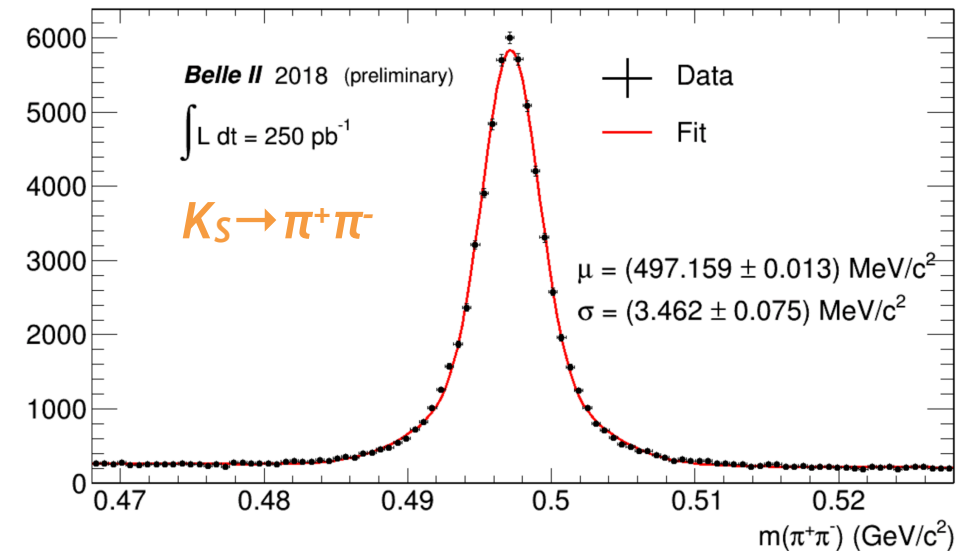 6000
5000
4000
3000
2000
1000
0
Belle II 2018 (preliminary)
∫L dt = 250 pb⁻¹
K_S→π⁺π⁻
Data
Fit
μ = (497.159 ± 0.013) MeV/c²
σ = (3.462 ± 0.075) MeV/c²
0.47 0.48 0.49 0.5 0.51 0.52
m(π⁺π⁻) (GeV/c²)